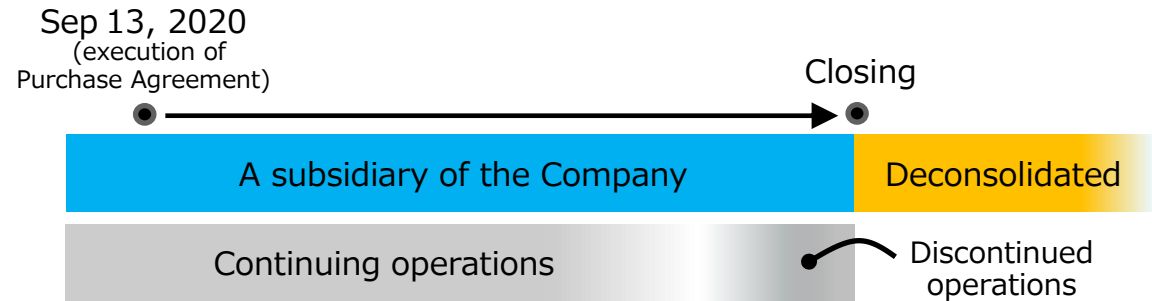 Sep 13, 2020
(execution of
Purchase Agreement)
Closing
A subsidiary of the Company
Deconsolidated
Continuing operations
Discontinued
operations